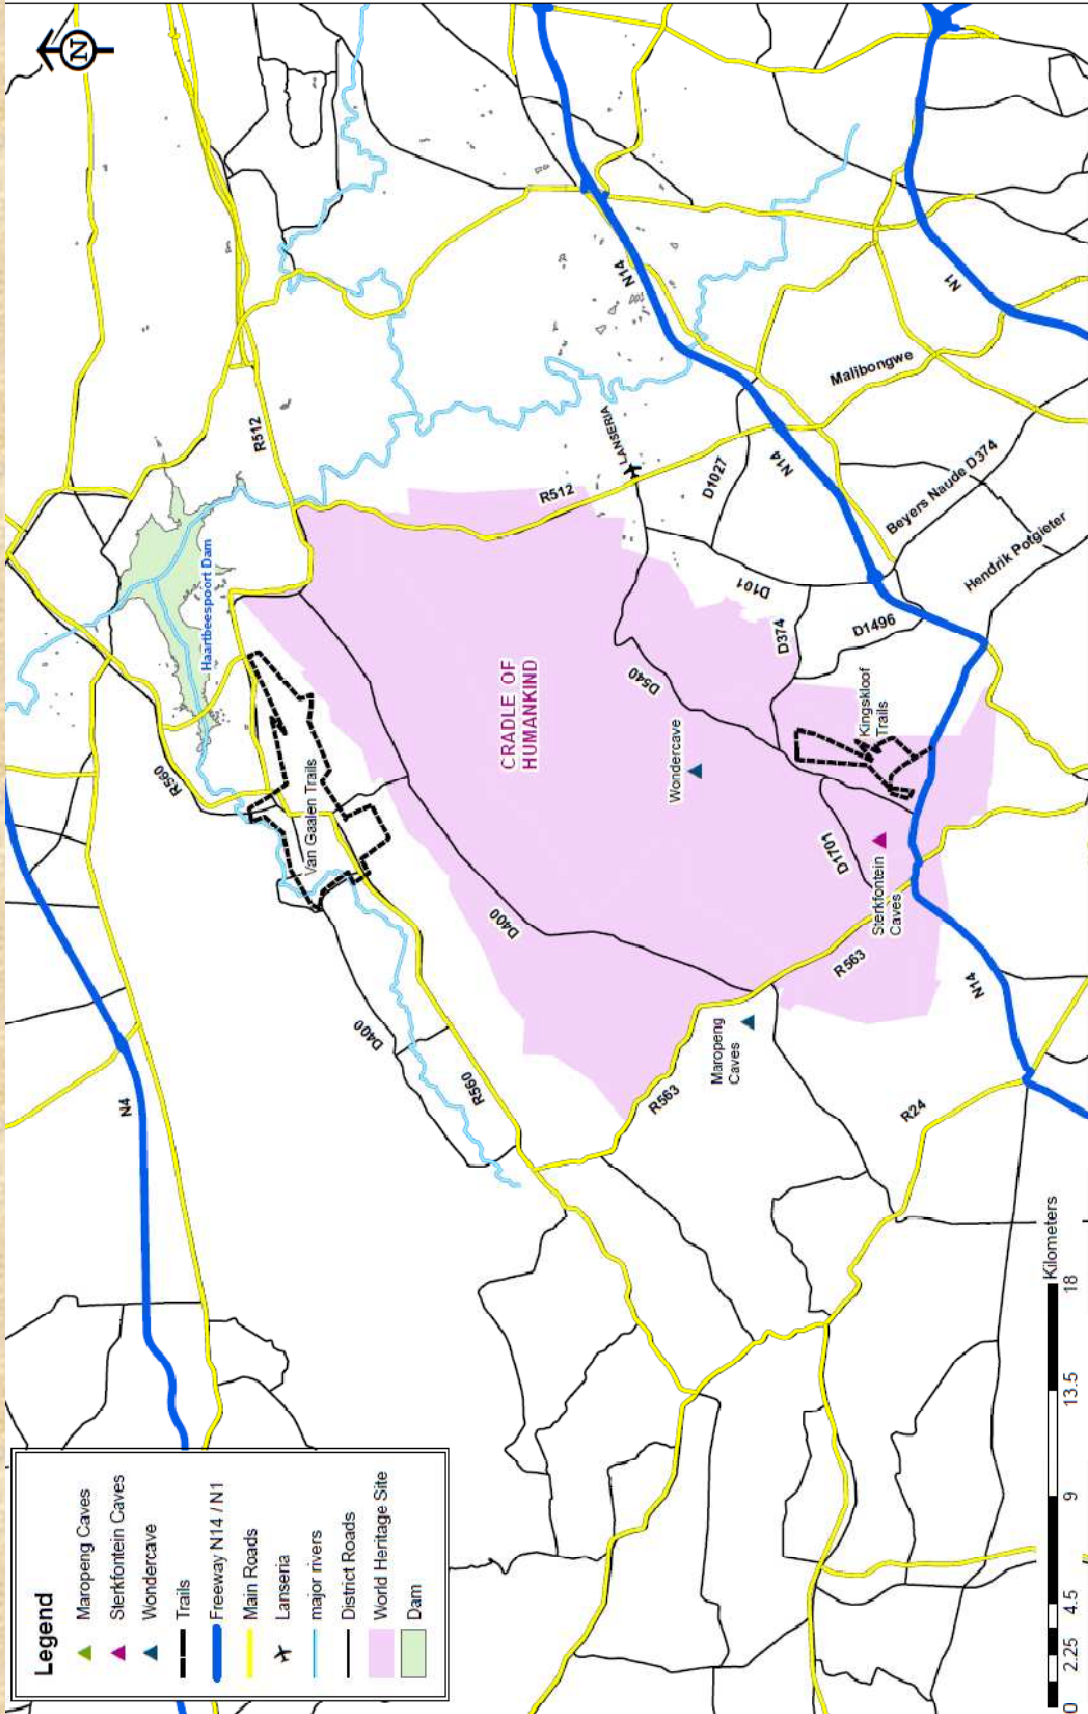 N
Haartbeespoort Dam
R512
R560
Van Gaalen Trails
N4
D400
R560
D400
CRADLE OF
HUMANKIND
R512
LANSERIA
N14
N1
Malibongwe
D1027
N14
Beyers Naude D374
Hendrik Potgieter
D101
D374
D1496
D540
Wondercave
Kingskloof
Trails
D1701
Sterkfontein
Caves
R563
N14
Maropeng
Caves
R563
R24
Legend
Maropeng Caves
Sterkfontein Caves
Wondercave
Trails
Freeway N14 / N1
Main Roads
Lanseria
major rivers
District Roads
World Heritage Site
Dam
0 2.25 4.5 9 13.5 18
Kilometers